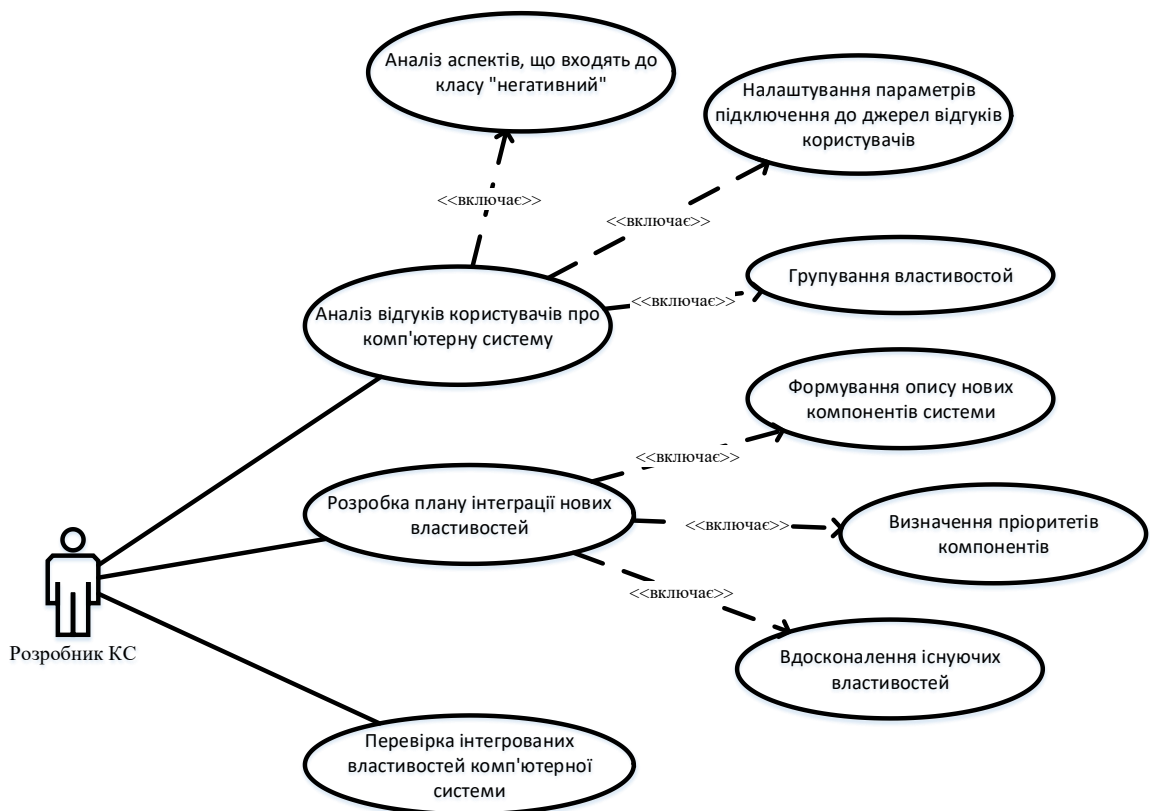 Аналіз аспектів, що входять до
класу "негативний"
Налаштування параметрів
підключення до джерел відгуків
користувачів
<<включає>>
<<включає>>
Групування властивостой
<<включає>>
Аналіз відгуків користувачів про
комп'ютерну систему
Формування опису нових
компонентів системи
<<включає>>
Розробка плану інтеграції нових
властивостей
<<включає>>
Визначення пріоритетів
компонентів
<<включає>>
Вдосконалення існуючих
властивостей
Розробник КС
Перевірка інтегрованих
властивостей комп'ютерної
системи